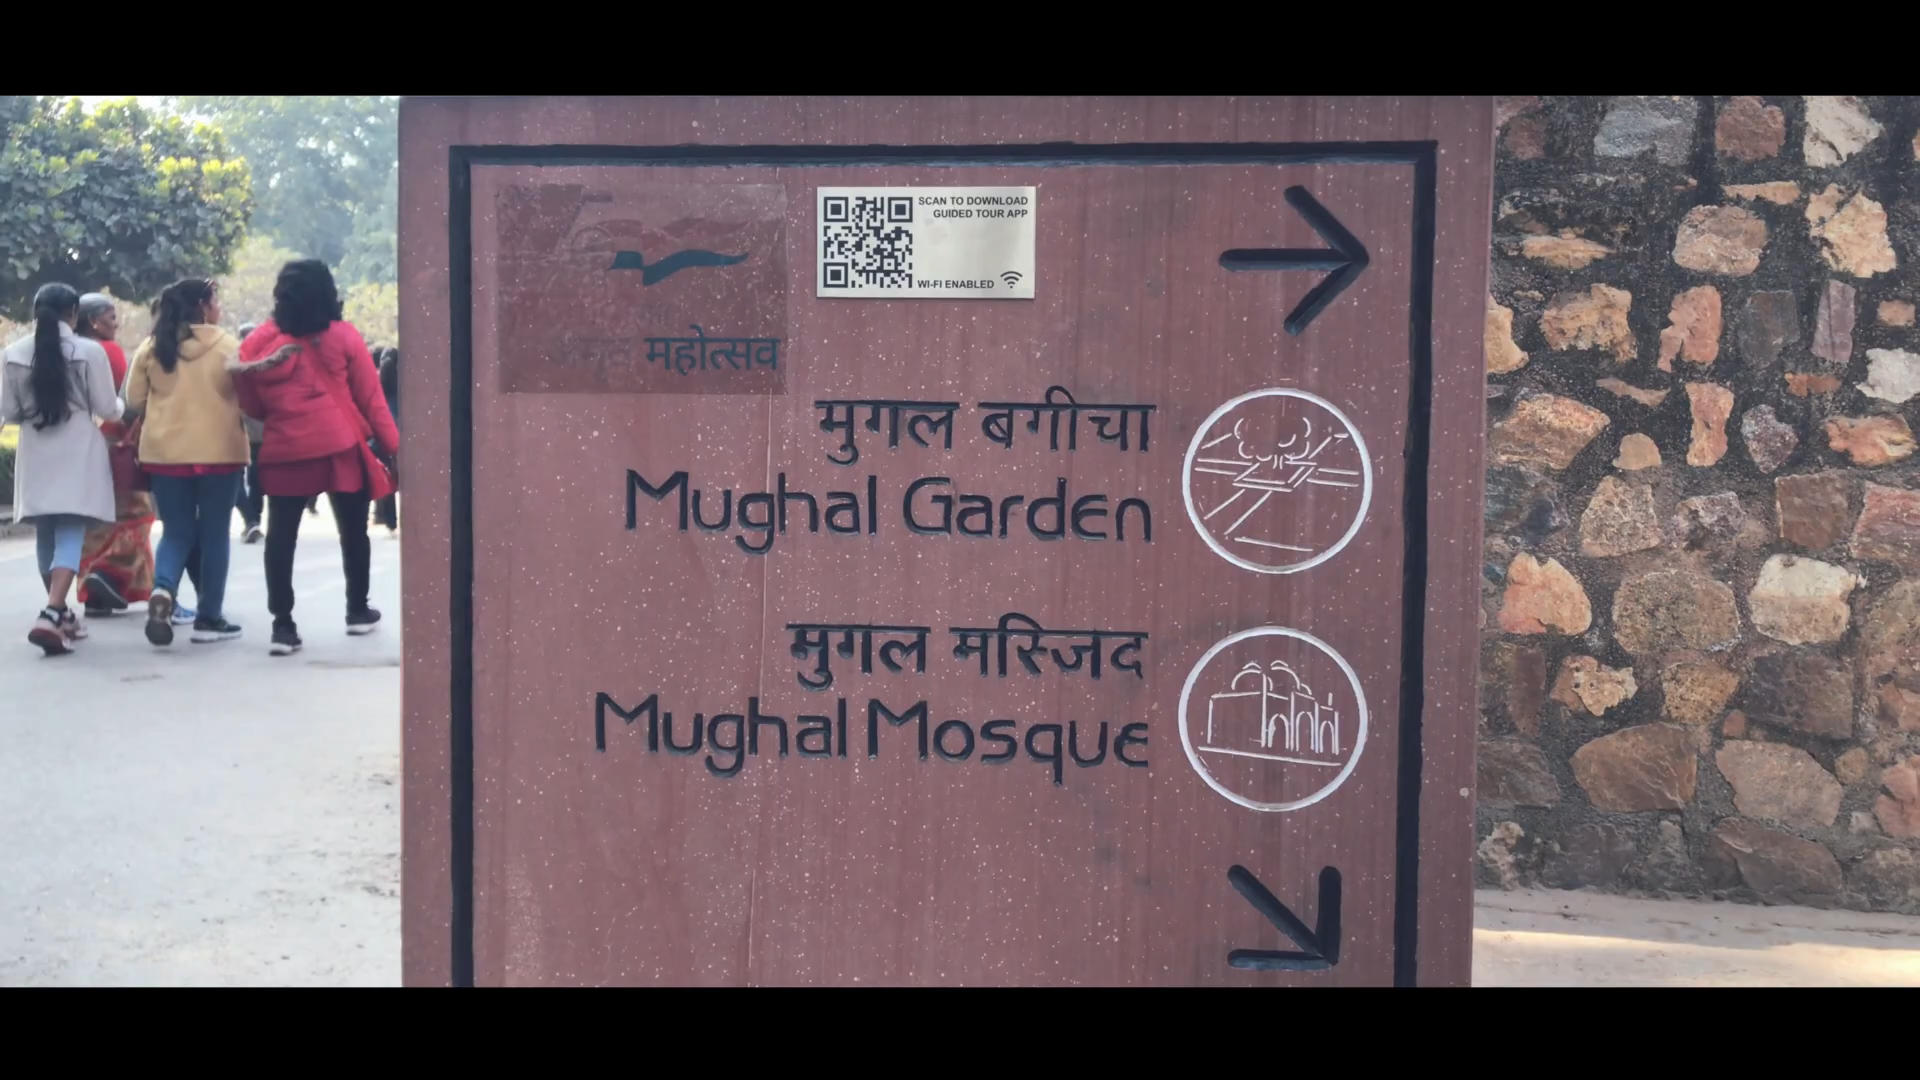 SCAN TO DOWNLOAD
GUIDED TOUR APP
WI-FI ENABLED
महोत्सव
मुगल बगीचा
Mughal Garden
मुगल मस्जिद
Mughal Mosque